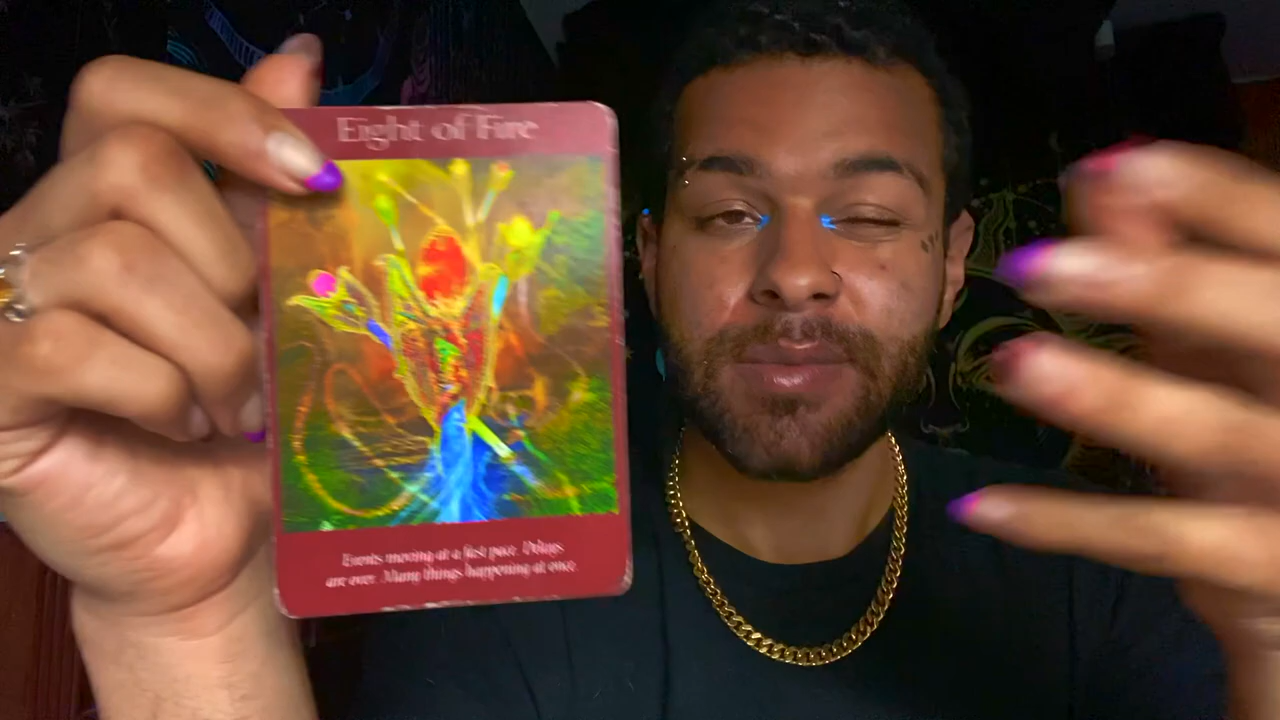 Eight of Fire
Events moving at a fast pace. Delays
are over. Many things happening at once.